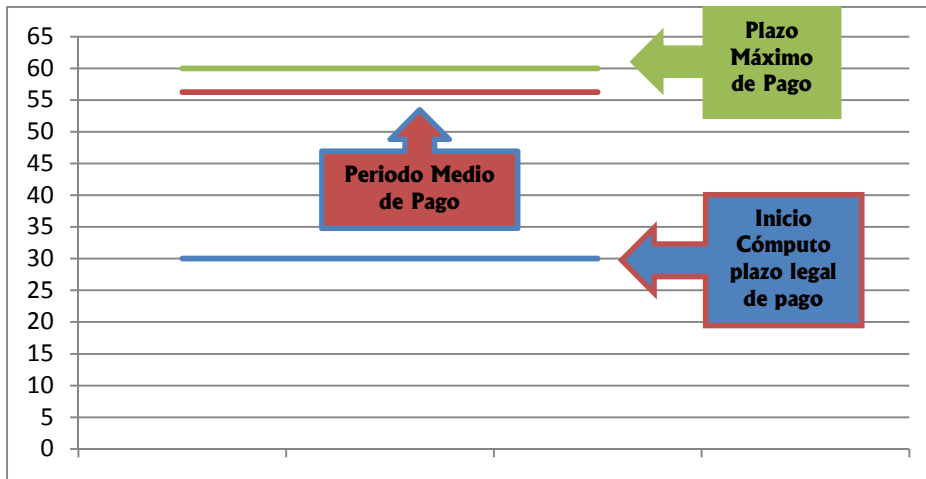 65
60
55
50
45
40
35
30
25
20
15
10
5
0
Plazo
Máximo
de Pago
Periodo Medio
de Pago
Inicio
Cómputo
plazo legal
de pago